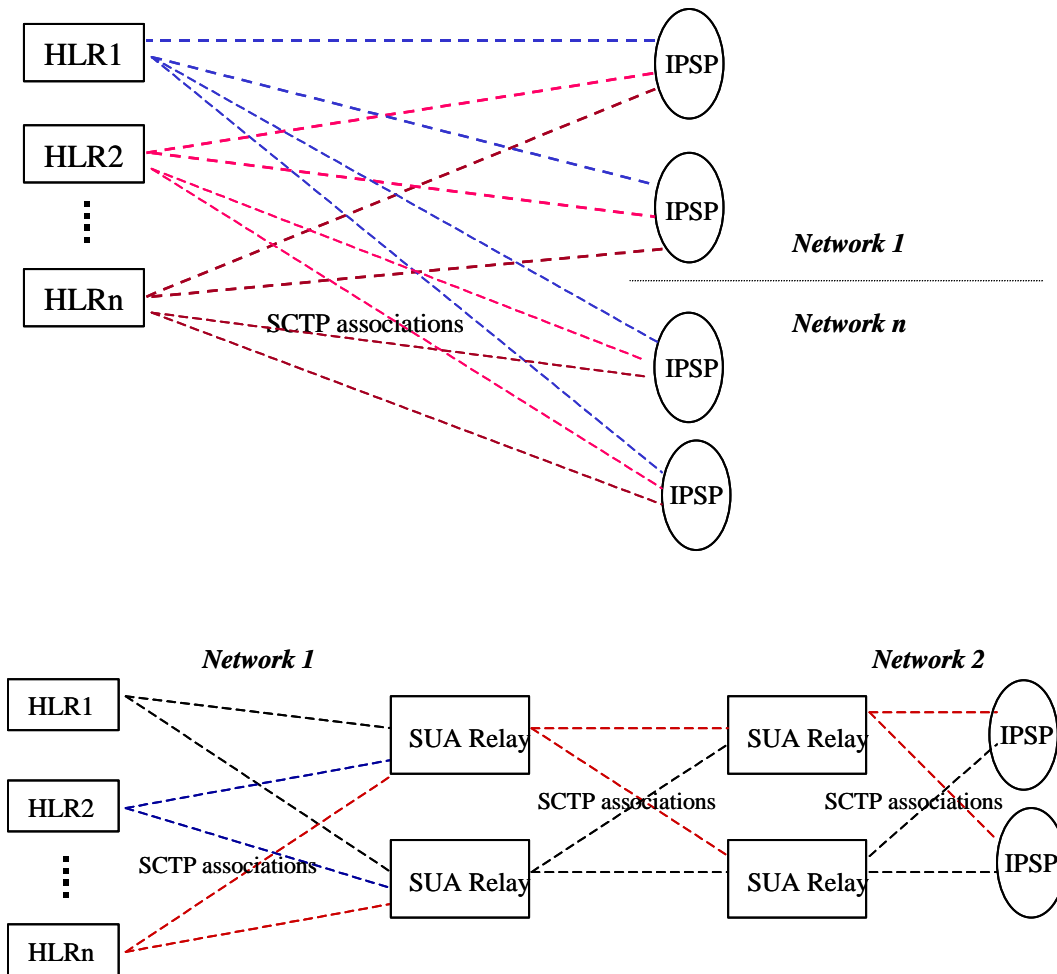 HLR1
IPSP
HLR2
IPSP
Network 1
HLRn
SCTP associations
Network n
IPSP
IPSP
Network 1
Network 2
HLR1
SUA Relay
SUA Relay
IPSP
HLR2
SCTP associations
SCTP associations
SCTP associations
IPSP
SUA Relay
SUA Relay
HLRn